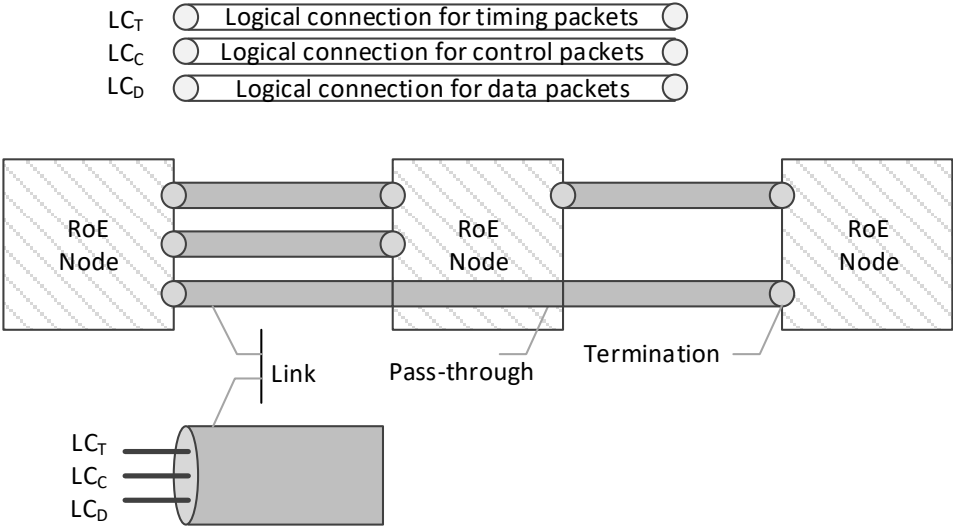 LCT Logical connection for timing packets
LCC Logical connection for control packets
LCD Logical connection for data packets
RoE
Node
RoE
Node
RoE
Node
Link
Pass-through
Termination
LCT
LCC
LCD